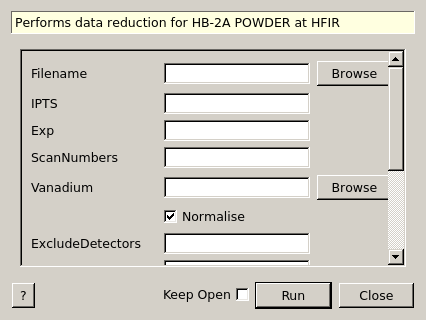 Performs data reduction for HB-2A POWDER at HFIR
Filename Browse
IPTS
Exp
ScanNumbers
Vanadium Browse
Normalise
ExcludeDetectors
? Keep Open Run Close